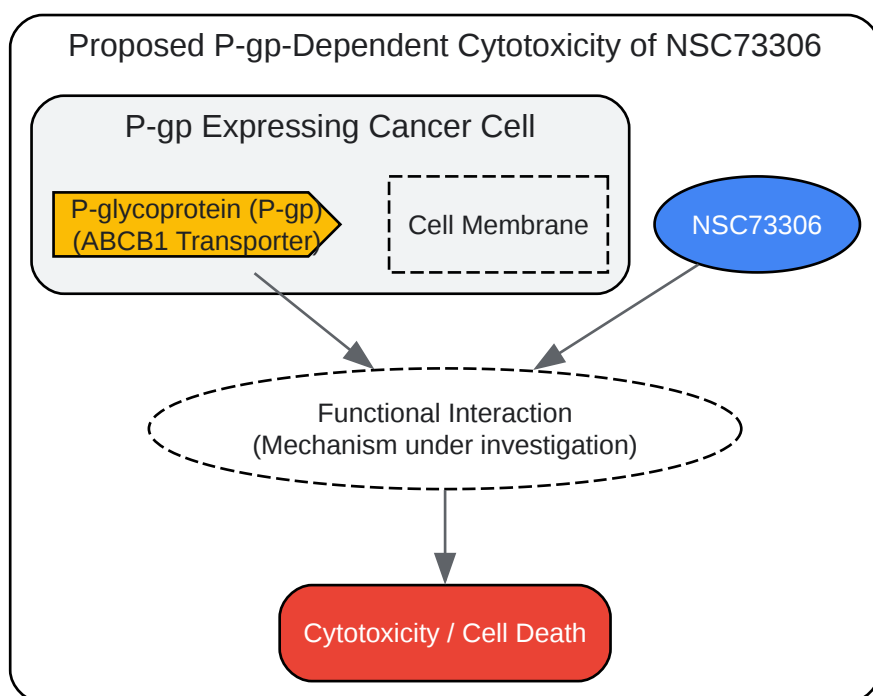 Proposed P-gp-Dependent Cytotoxicity of NSC73306
P-gp Expressing Cancer Cell
P-glycoprotein (P-gp)
(ABCB1 Transporter)
Cell Membrane
NSC73306
Functional Interaction
(Mechanism under investigation)
Cytotoxicity / Cell Death